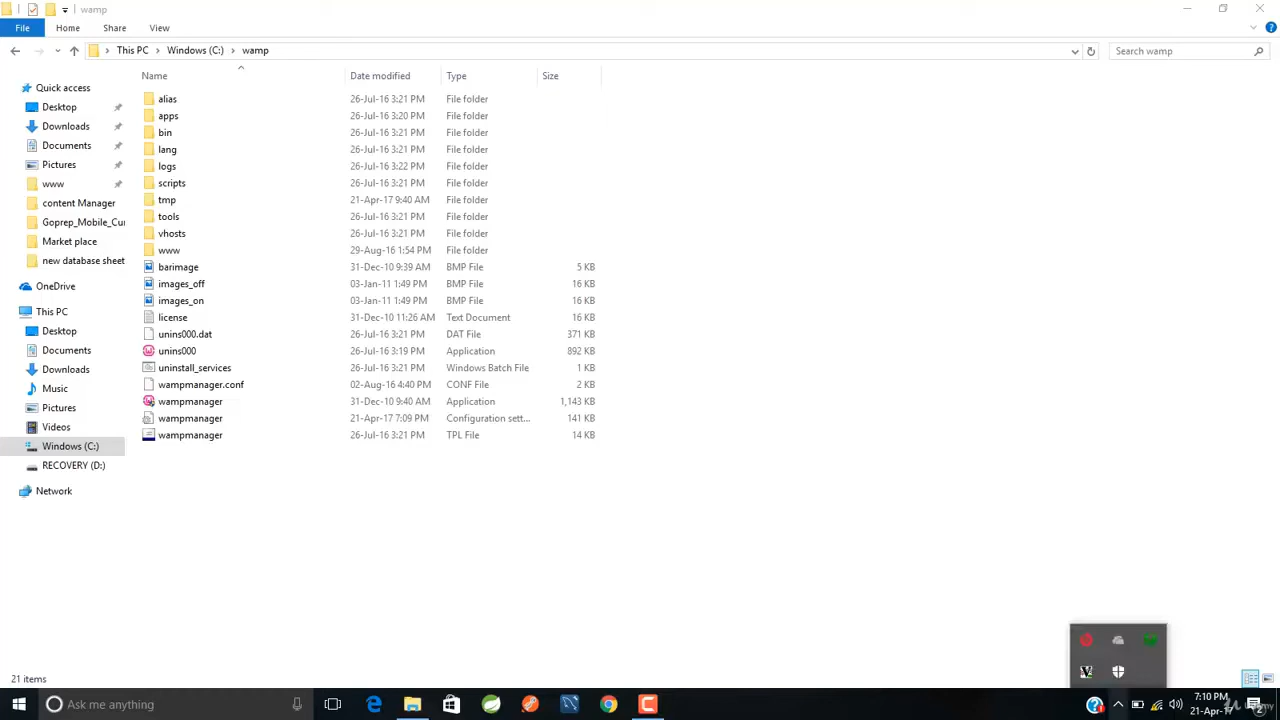 wamp
File Home Share View
This PC Windows (C:) wamp Search wamp
Name Date modified Type Size
Quick access
Desktop
Downloads
Documents
Pictures
www
content Manager
Goprep_Mobile_Cur
Market place
new database sheet
OneDrive
This PC
Desktop
Documents
Downloads
Music
Pictures
Videos
Windows (C:)
RECOVERY (D:)
Network
alias 26-Jul-16 3:21 PM File folder
apps 26-Jul-16 3:20 PM File folder
bin 26-Jul-16 3:21 PM File folder
lang 26-Jul-16 3:21 PM File folder
logs 26-Jul-16 3:22 PM File folder
scripts 26-Jul-16 3:21 PM File folder
tmp 21-Apr-17 9:40 AM File folder
tools 26-Jul-16 3:21 PM File folder
vhosts 26-Jul-16 3:21 PM File folder
www 29-Aug-16 1:54 PM File folder
barimage 31-Dec-10 9:39 AM BMP File 5 KB
images_off 03-Jan-11 1:49 PM BMP File 16 KB
images_on 03-Jan-11 1:49 PM BMP File 16 KB
license 31-Dec-10 11:26 AM Text Document 16 KB
unins000.dat 26-Jul-16 3:21 PM DAT File 371 KB
unins000 26-Jul-16 3:19 PM Application 892 KB
uninstall_services 26-Jul-16 3:21 PM Windows Batch File 1 KB
wampmanager.conf 02-Aug-16 4:40 PM CONF File 2 KB
wampmanager 31-Dec-10 9:40 AM Application 1,143 KB
wampmanager 21-Apr-17 7:09 PM Configuration sett... 141 KB
wampmanager 26-Jul-16 3:21 PM TPL File 14 KB
21 items
Ask me anything
7:10 PM
21-Apr-17